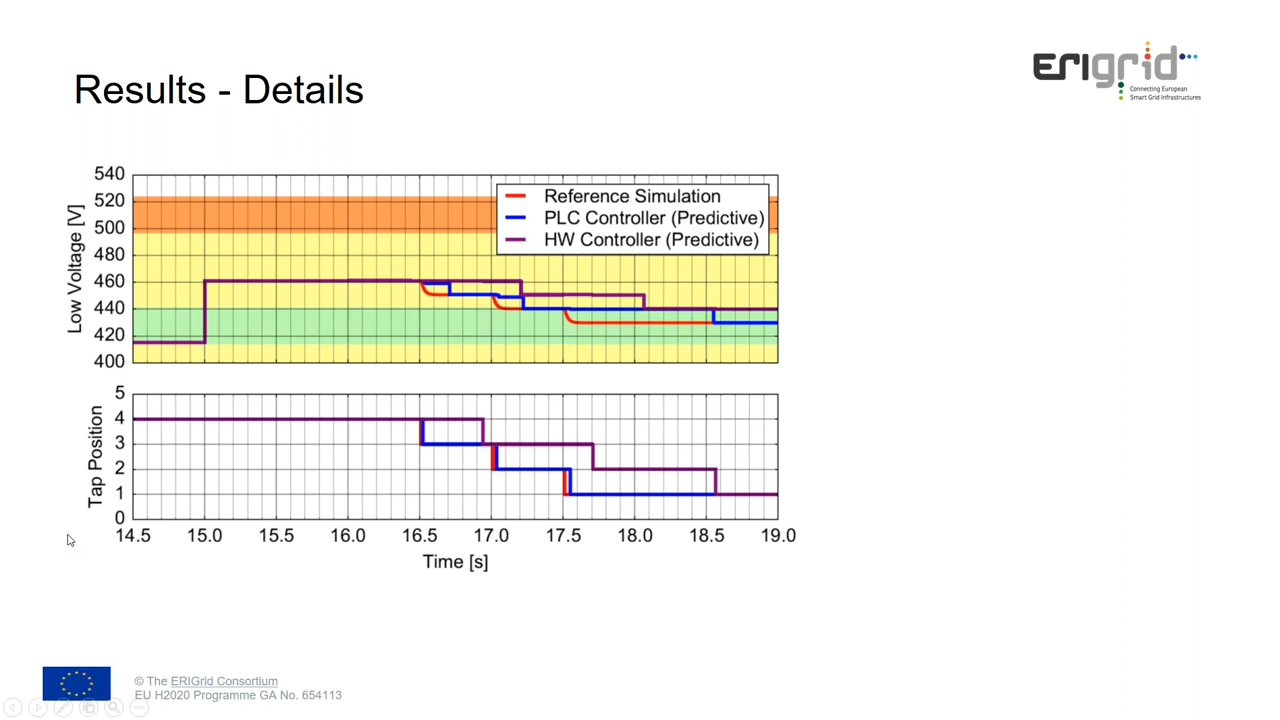 Results - Details
ERIgrid
Connecting European
Smart Grid Infrastructures
540
520
500
480
460
440
420
400
Low Voltage [V]
Reference Simulation
PLC Controller (Predictive)
HW Controller (Predictive)
5
4
3
2
1
0
Tap Position
14.5 15.0 15.5 16.0 16.5 17.0 17.5 18.0 18.5 19.0
Time [s]
© The ERIGrid Consortium
EU H2020 Programme GA No. 654113